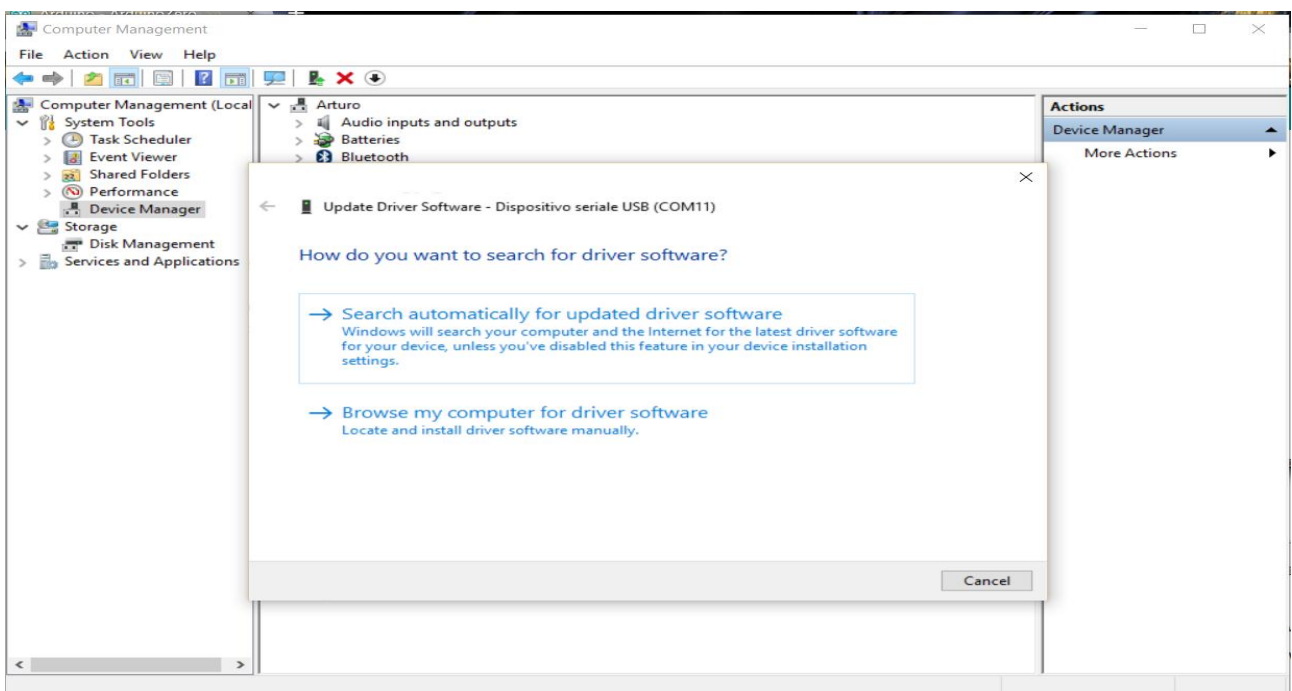 Computer Management
File Action View Help
Computer Management (Local
System Tools
Task Scheduler
Event Viewer
Shared Folders
Performance
Device Manager
Storage
Disk Management
Services and Applications
Arturo
Audio inputs and outputs
Batteries
Bluetooth
Actions
Device Manager
More Actions
Update Driver Software - Dispositivo seriale USB (COM11)
How do you want to search for driver software?
Search automatically for updated driver software
Windows will search your computer and the Internet for the latest driver software
for your device, unless you've disabled this feature in your device installation
settings.
Browse my computer for driver software
Locate and install driver software manually.
Cancel